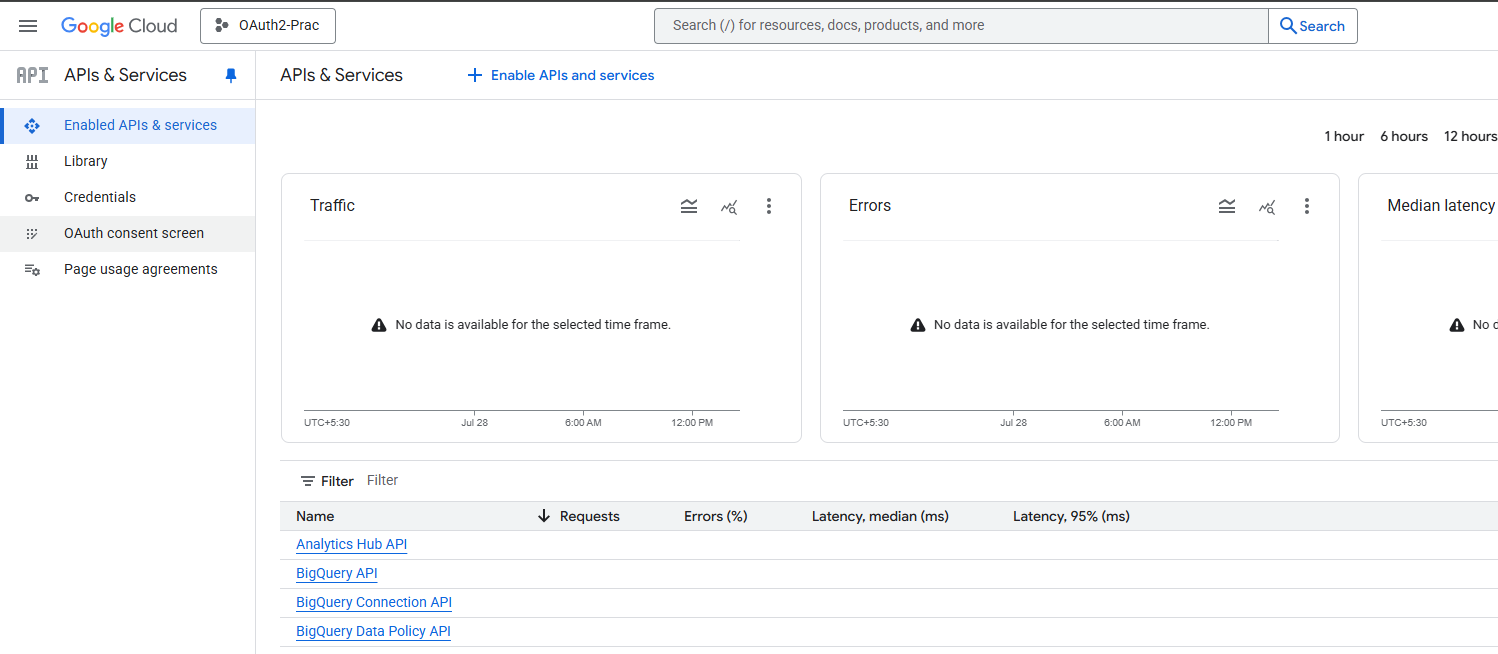 Google Cloud
OAuth2-Prac
Search (/) for resources, docs, products, and more
Search
API APIs & Services
APIs & Services
Enable APIs and services
Enabled APIs & services
Library
Credentials
OAuth consent screen
Page usage agreements
1 hour 6 hours 12 hours
Traffic
No data is available for the selected time frame.
UTC+5:30 Jul 28 6:00 AM 12:00 PM
Errors
No data is available for the selected time frame.
UTC+5:30 Jul 28 6:00 AM 12:00 PM
Median latency
No
UTC+5:30
Filter Filter
Name Requests Errors (%) Latency, median (ms) Latency, 95% (ms)
Analytics Hub API
BigQuery API
BigQuery Connection API
BigQuery Data Policy API